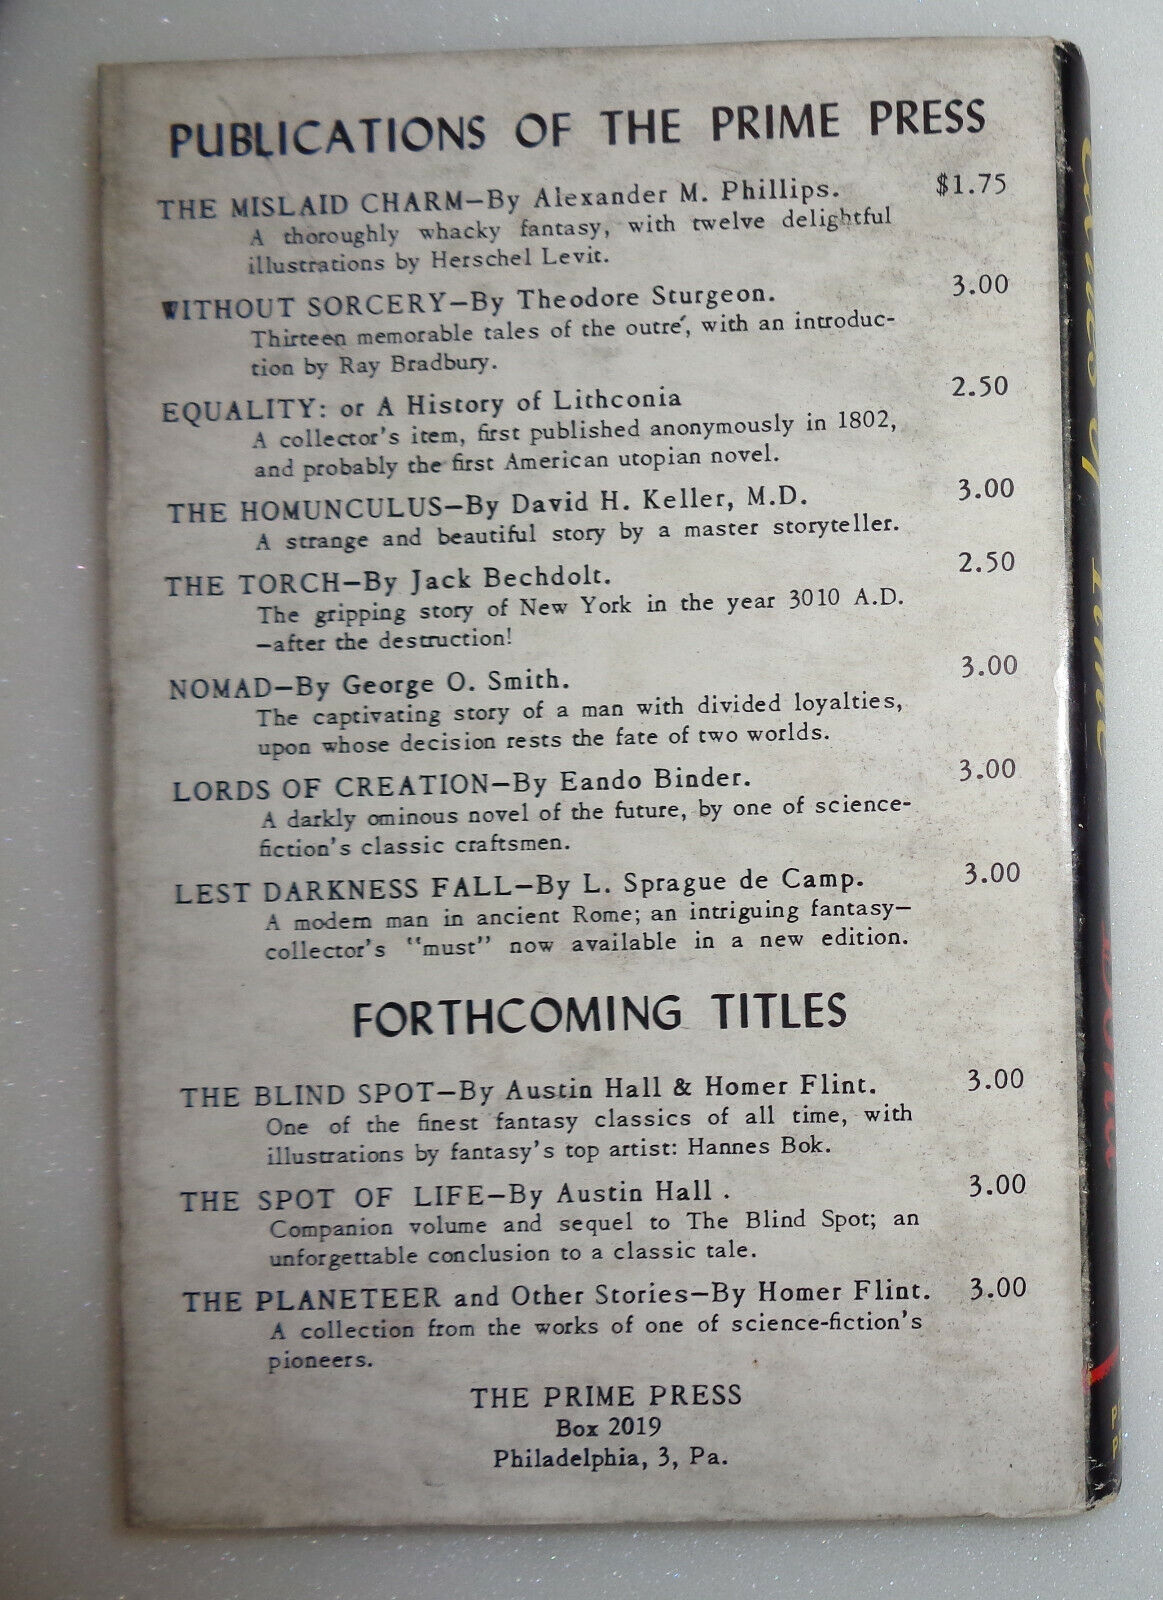 PUBLICATIONS OF THE PRIME PRESS
THE MISLAID CHARM—By Alexander M. Phillips. $1.75
A thoroughly whacky fantasy, with twelve delightful
illustrations by Herschel Levit.
WITHOUT SORCERY—By Theodore Sturgeon. 3.00
Thirteen memorable tales of the outré, with an introduc-
tion by Ray Bradbury.
EQUALITY: or A History of Lithconia 2.50
A collector's item, first published anonymously in 1802,
and probably the first American utopian novel.
THE HOMUNCULUS—By David H. Keller, M.D. 3.00
A strange and beautiful story by a master storyteller.
THE TORCH—By Jack Bechdolt. 2.50
The gripping story of New York in the year 3010 A.D.
—after the destruction!
NOMAD—By George O. Smith. 3.00
The captivating story of a man with divided loyalties,
upon whose decision rests the fate of two worlds.
LORDS OF CREATION—By Eando Binder. 3.00
A darkly ominous novel of the future, by one of science-
fiction's classic craftsmen.
LEST DARKNESS FALL—By L. Sprague de Camp. 3.00
A modern man in ancient Rome; an intriguing fantasy—
collector's "must" now available in a new edition.
FORTHCOMING TITLES
THE BLIND SPOT—By Austin Hall & Homer Flint. 3.00
One of the finest fantasy classics of all time, with
illustrations by fantasy's top artist: Hannes Bok.
THE SPOT OF LIFE—By Austin Hall . 3.00
Companion volume and sequel to The Blind Spot; an
unforgettable conclusion to a classic tale.
THE PLANETEER and Other Stories—By Homer Flint. 3.00
A collection from the works of one of science-fiction's
pioneers.
THE PRIME PRESS
Box 2019
Philadelphia, 3, Pa.